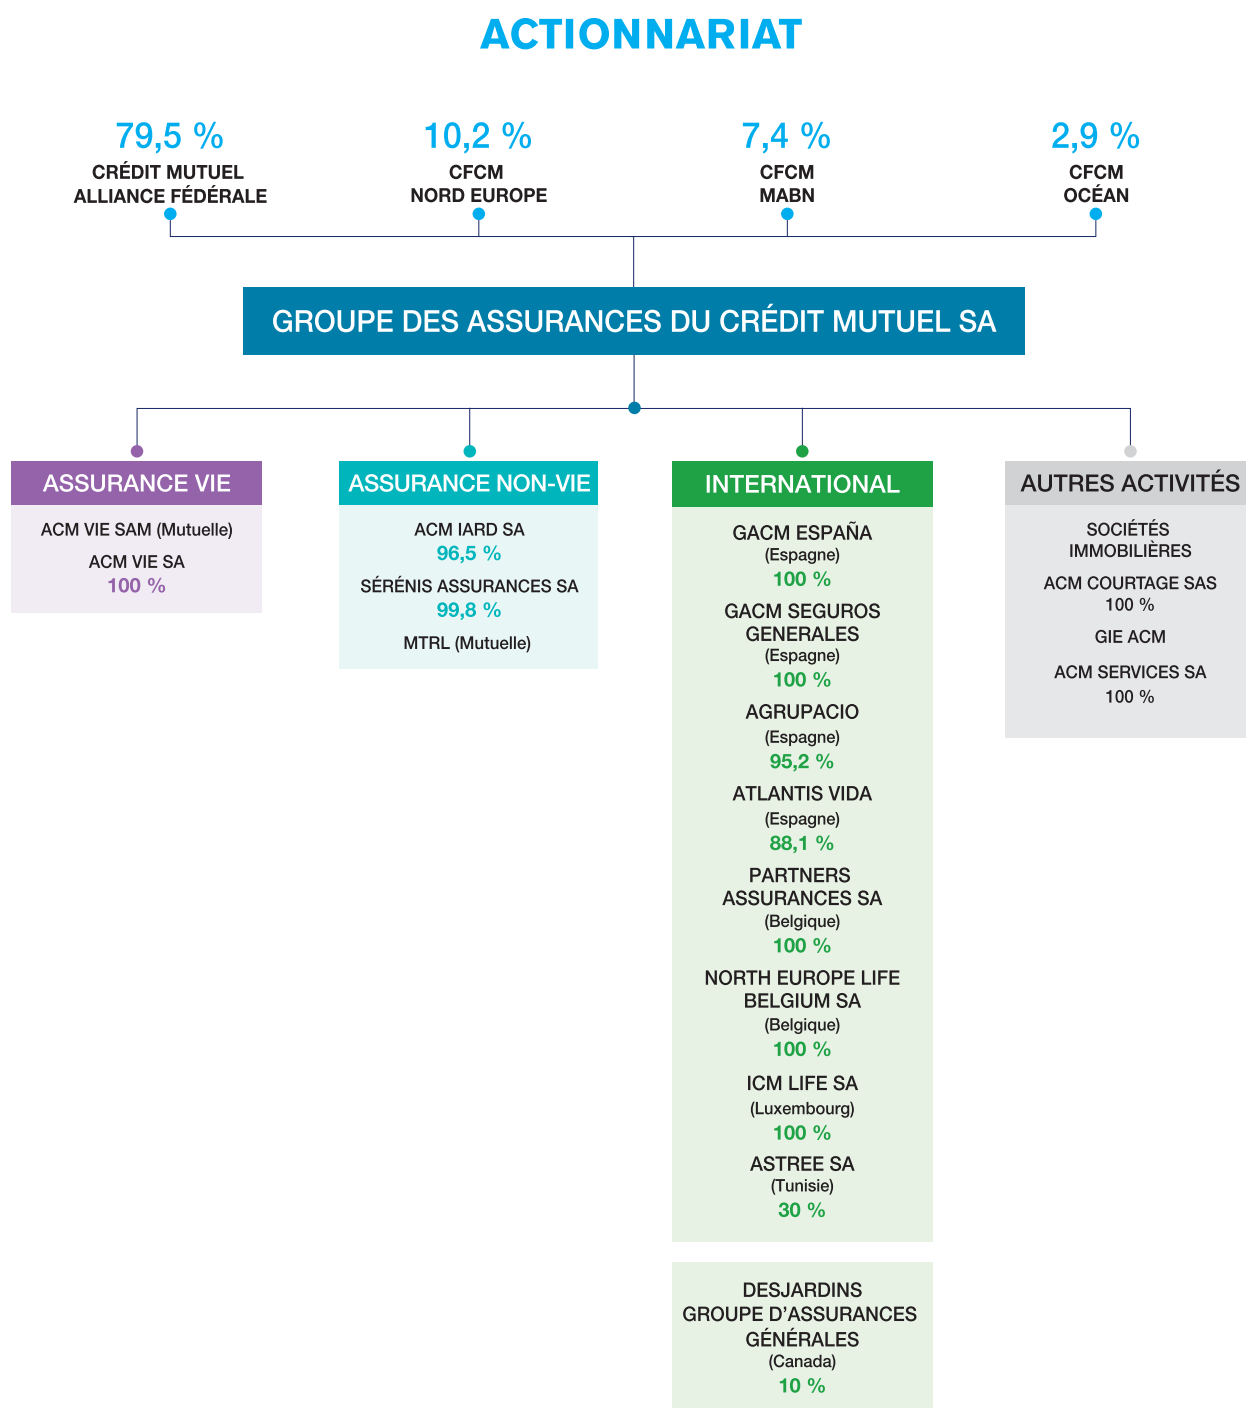 ACTIONNARIAT
79,5 %
CRÉDIT MUTUEL
ALLIANCE FÉDÉRALE
10,2 %
CFCM
NORD EUROPE
7,4 %
CFCM
MABN
2,9 %
CFCM
OCÉAN
GROUPE DES ASSURANCES DU CRÉDIT MUTUEL SA
ASSURANCE VIE
ACM VIE SAM (Mutuelle)
ACM VIE SA
100 %
ASSURANCE NON-VIE
ACM IARD SA
96,5 %
SÉRÉNIS ASSURANCES SA
99,8 %
MTRL (Mutuelle)
INTERNATIONAL
GACM ESPAÑA
(Espagne)
100 %
GACM SEGUROS
GENERALES
(Espagne)
100 %
AGRUPACIO
(Espagne)
95,2 %
ATLANTIS VIDA
(Espagne)
88,1 %
PARTNERS
ASSURANCES SA
(Belgique)
100 %
NORTH EUROPE LIFE
BELGIUM SA
(Belgique)
100 %
ICM LIFE SA
(Luxembourg)
100 %
ASTREE SA
(Tunisie)
30 %
DESJARDINS
GROUPE D’ASSURANCES
GÉNÉRALES
(Canada)
10 %
AUTRES ACTIVITÉS
SOCIÉTÉS
IMMOBILIÈRES
ACM COURTAGE SAS
100 %
GIE ACM
ACM SERVICES SA
100 %